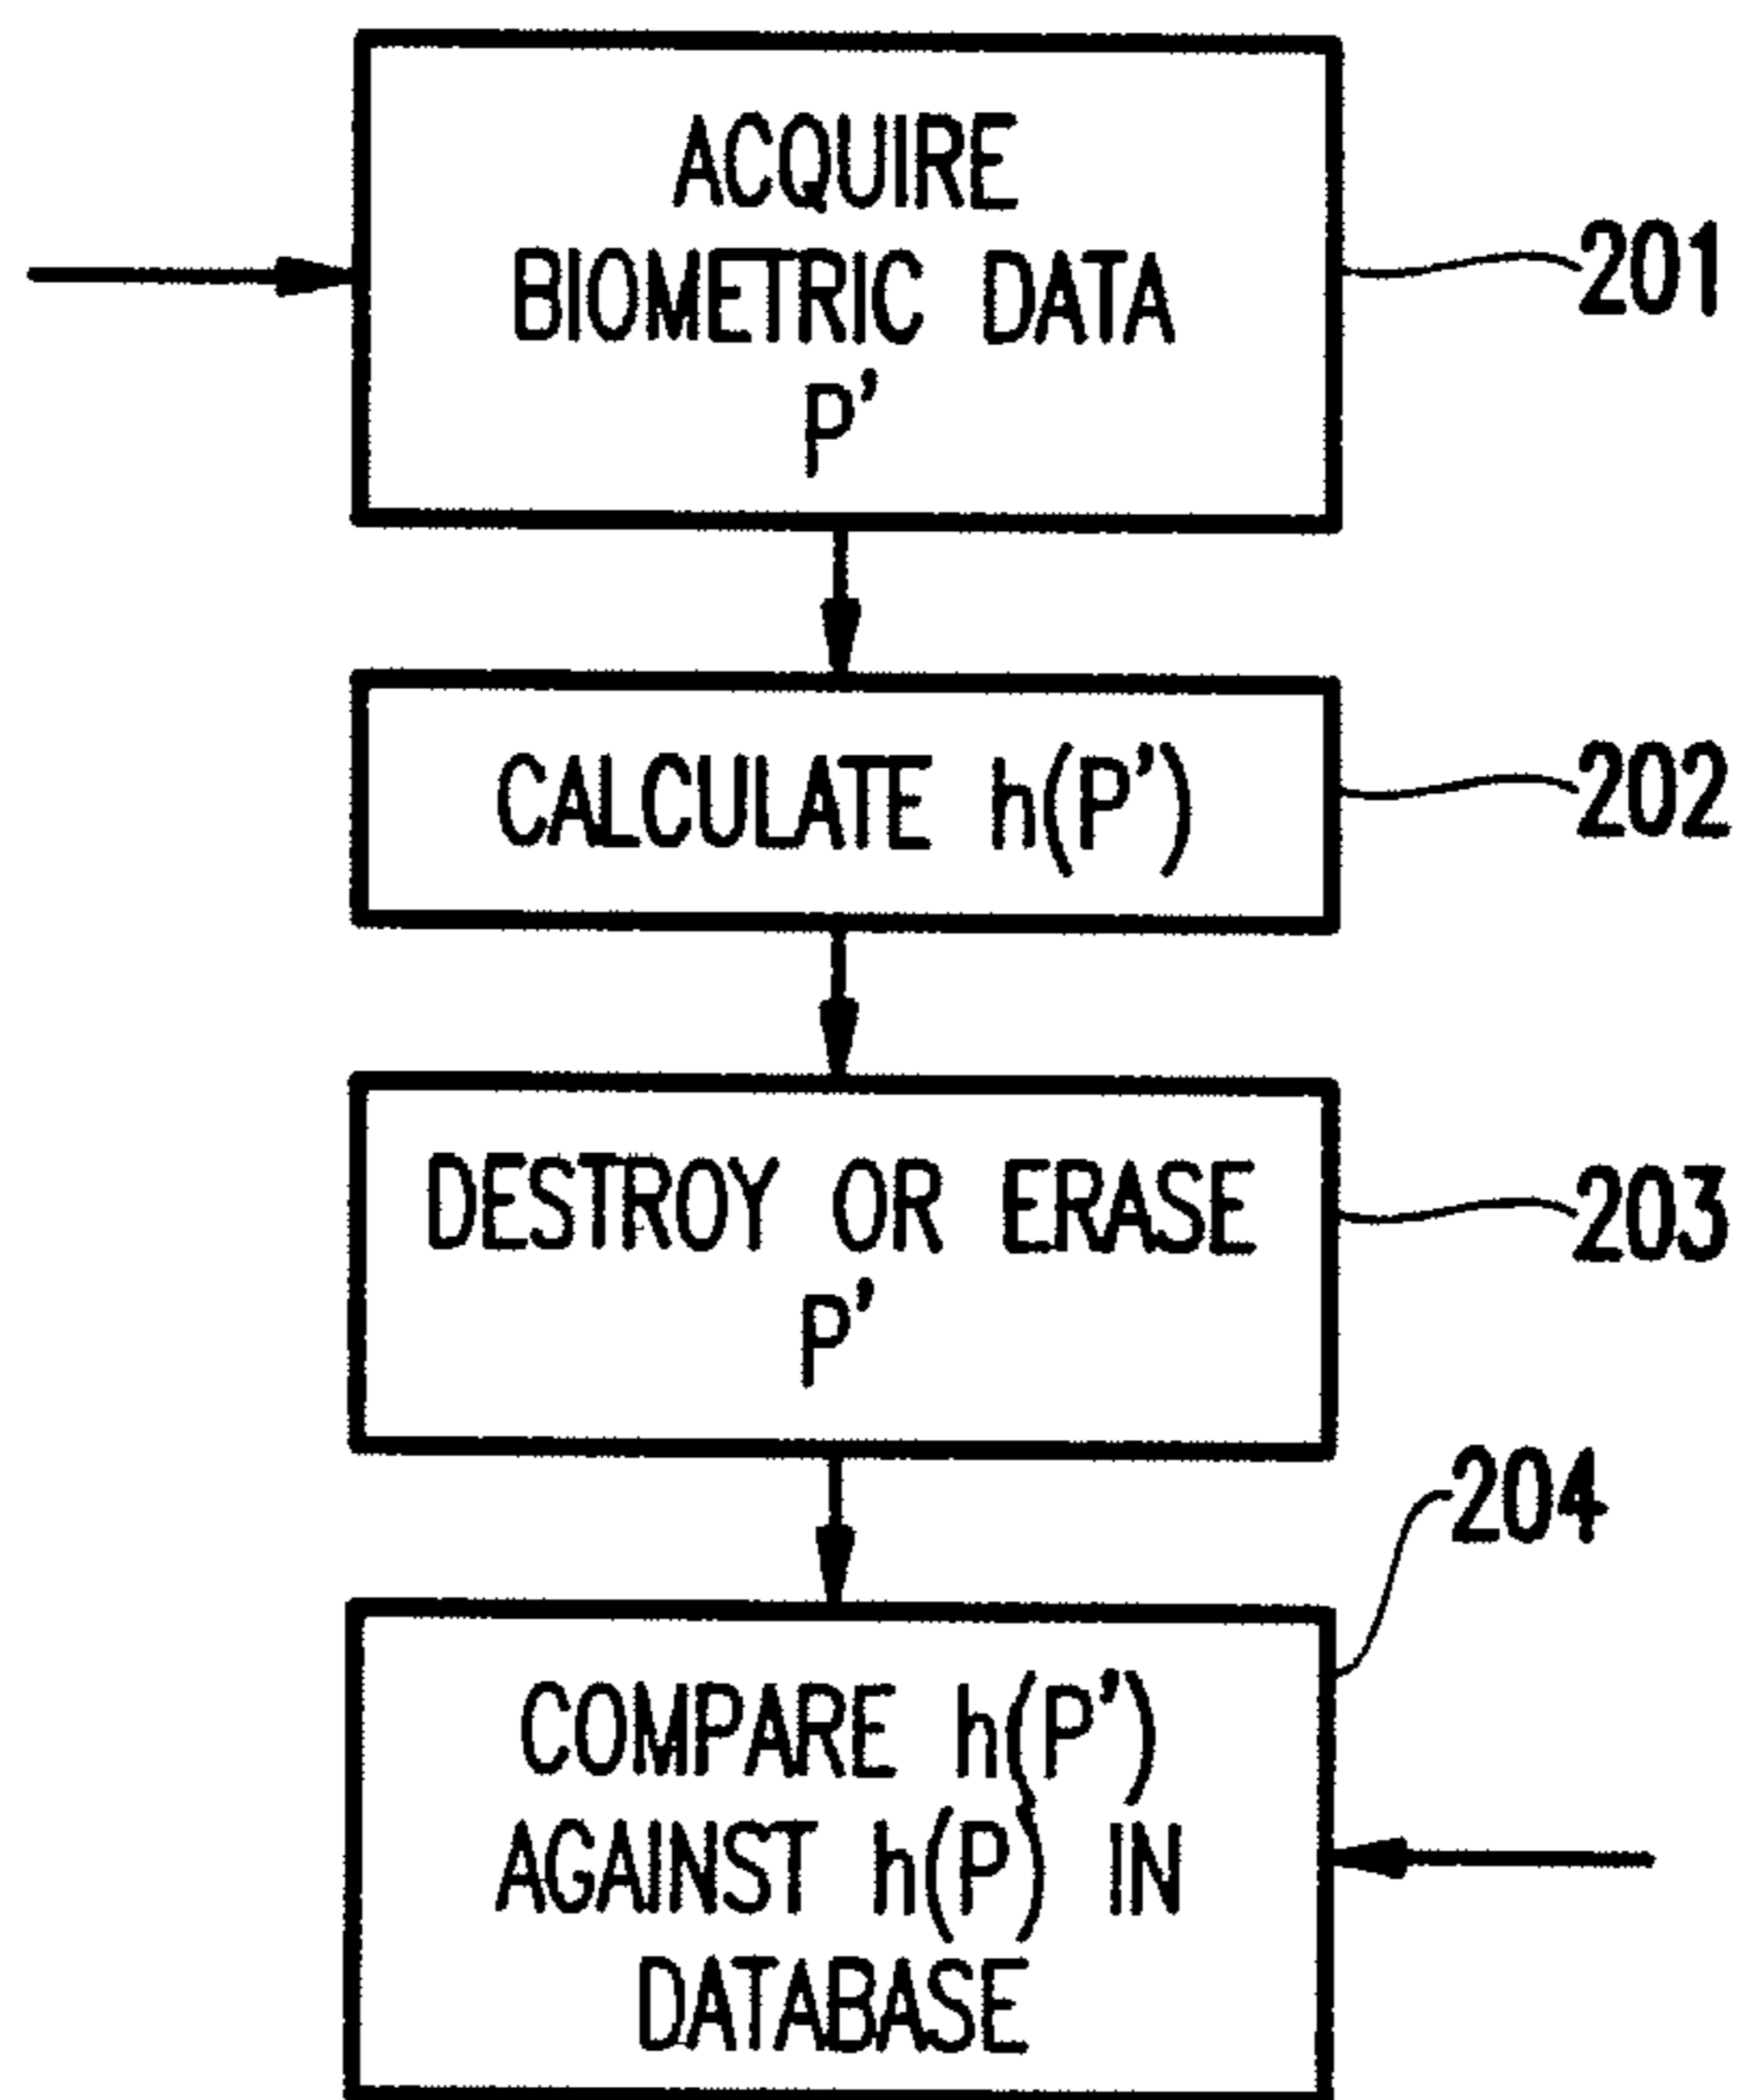 ACQUIRE
BIOMETRIC DATA
P'
201
CALCULATE h(P')
202
DESTROY OR ERASE
P'
203
204
COMPARE h(P')
AGAINST h(P) IN
DATABASE